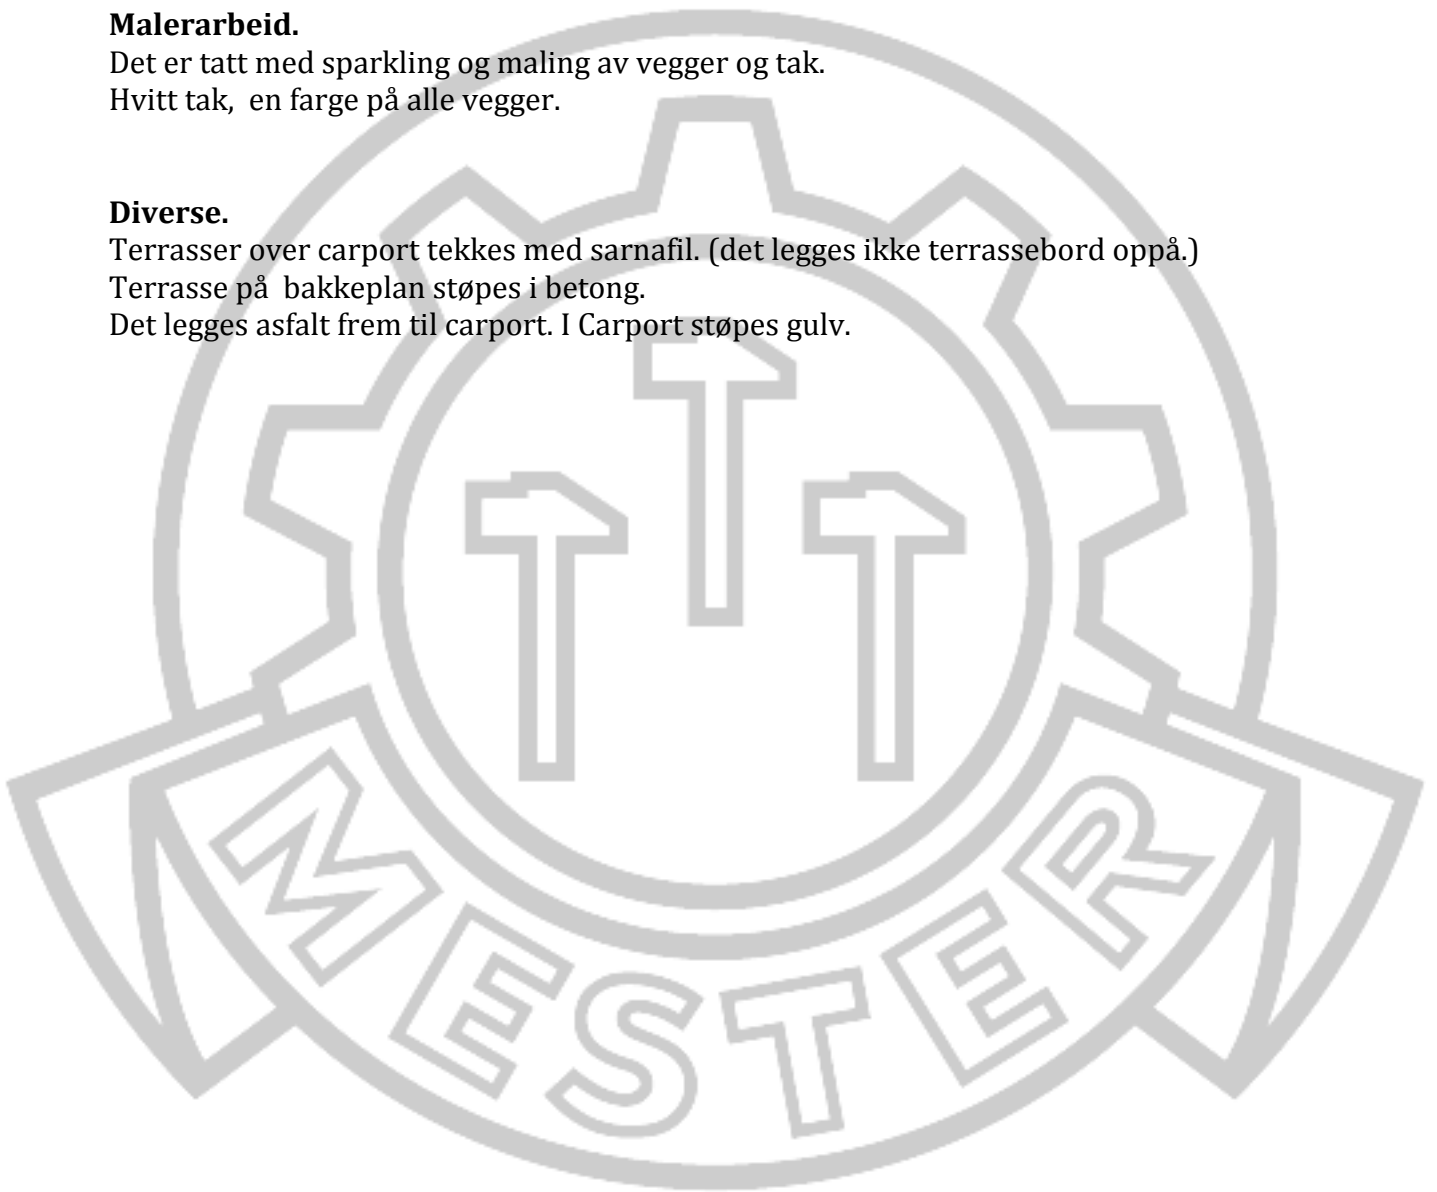 Malerarbeid.
Det er tatt med sparkling og maling av vegger og tak.
Hvitt tak,  en farge på alle vegger.
Diverse.
Terrasser over carport tekkes med sarnafil. (det legges ikke terrassebord oppå.)
Terrasse på  bakkeplan støpes i betong.
Det legges asfalt frem til carport. I Carport støpes gulv.
MESTER